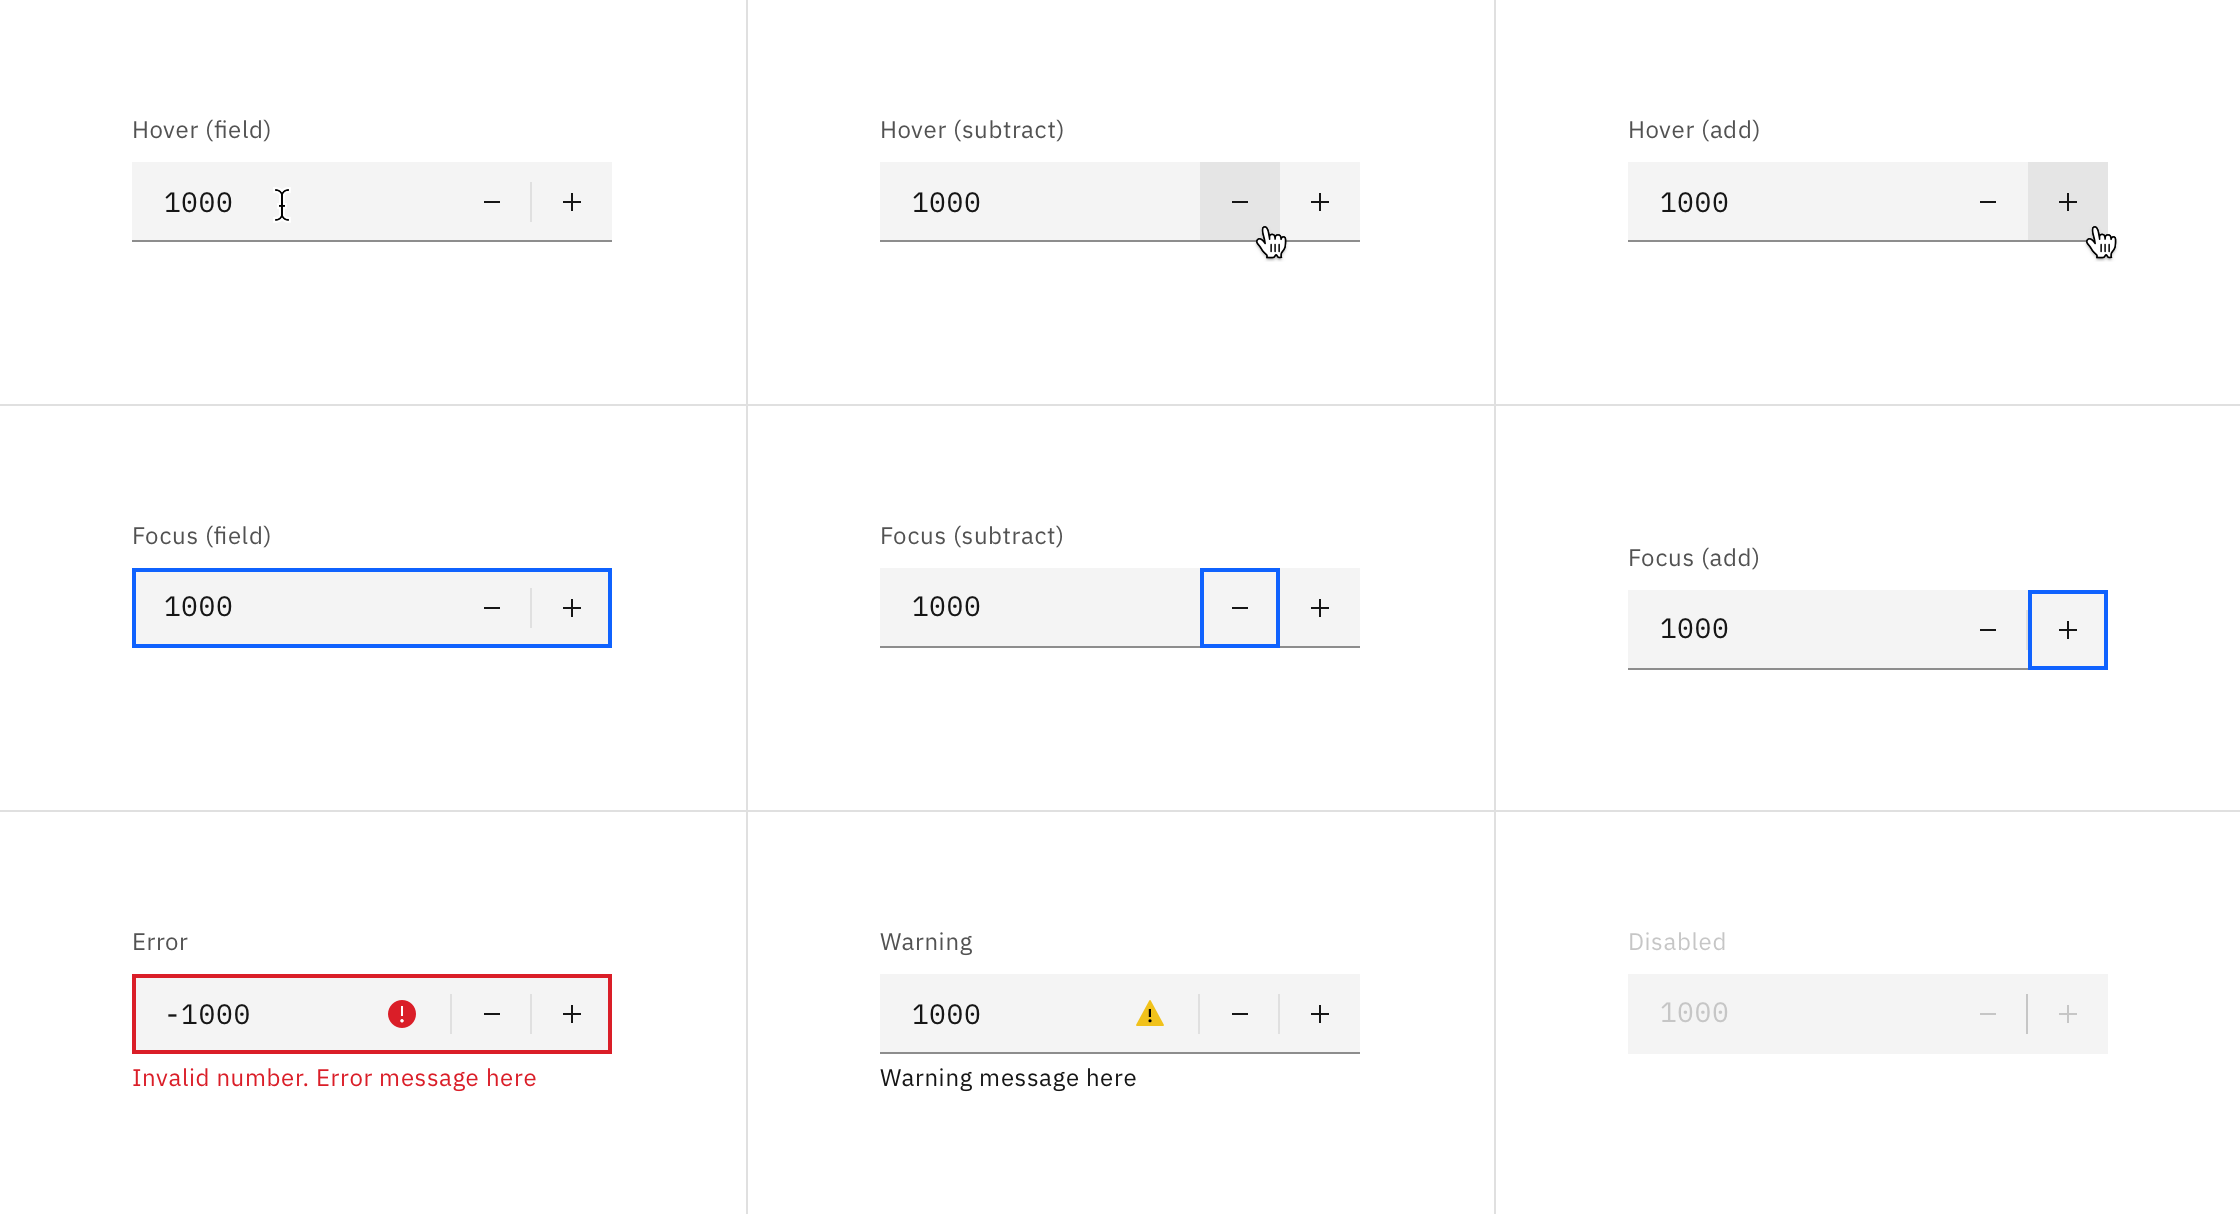 Hover (field)
1000
Hover (subtract)
1000
Hover (add)
1000
Focus (field)
1000
Focus (subtract)
1000
Focus (add)
1000
Error
-1000
Invalid number. Error message here
Warning
1000
Warning message here
Disabled
1000